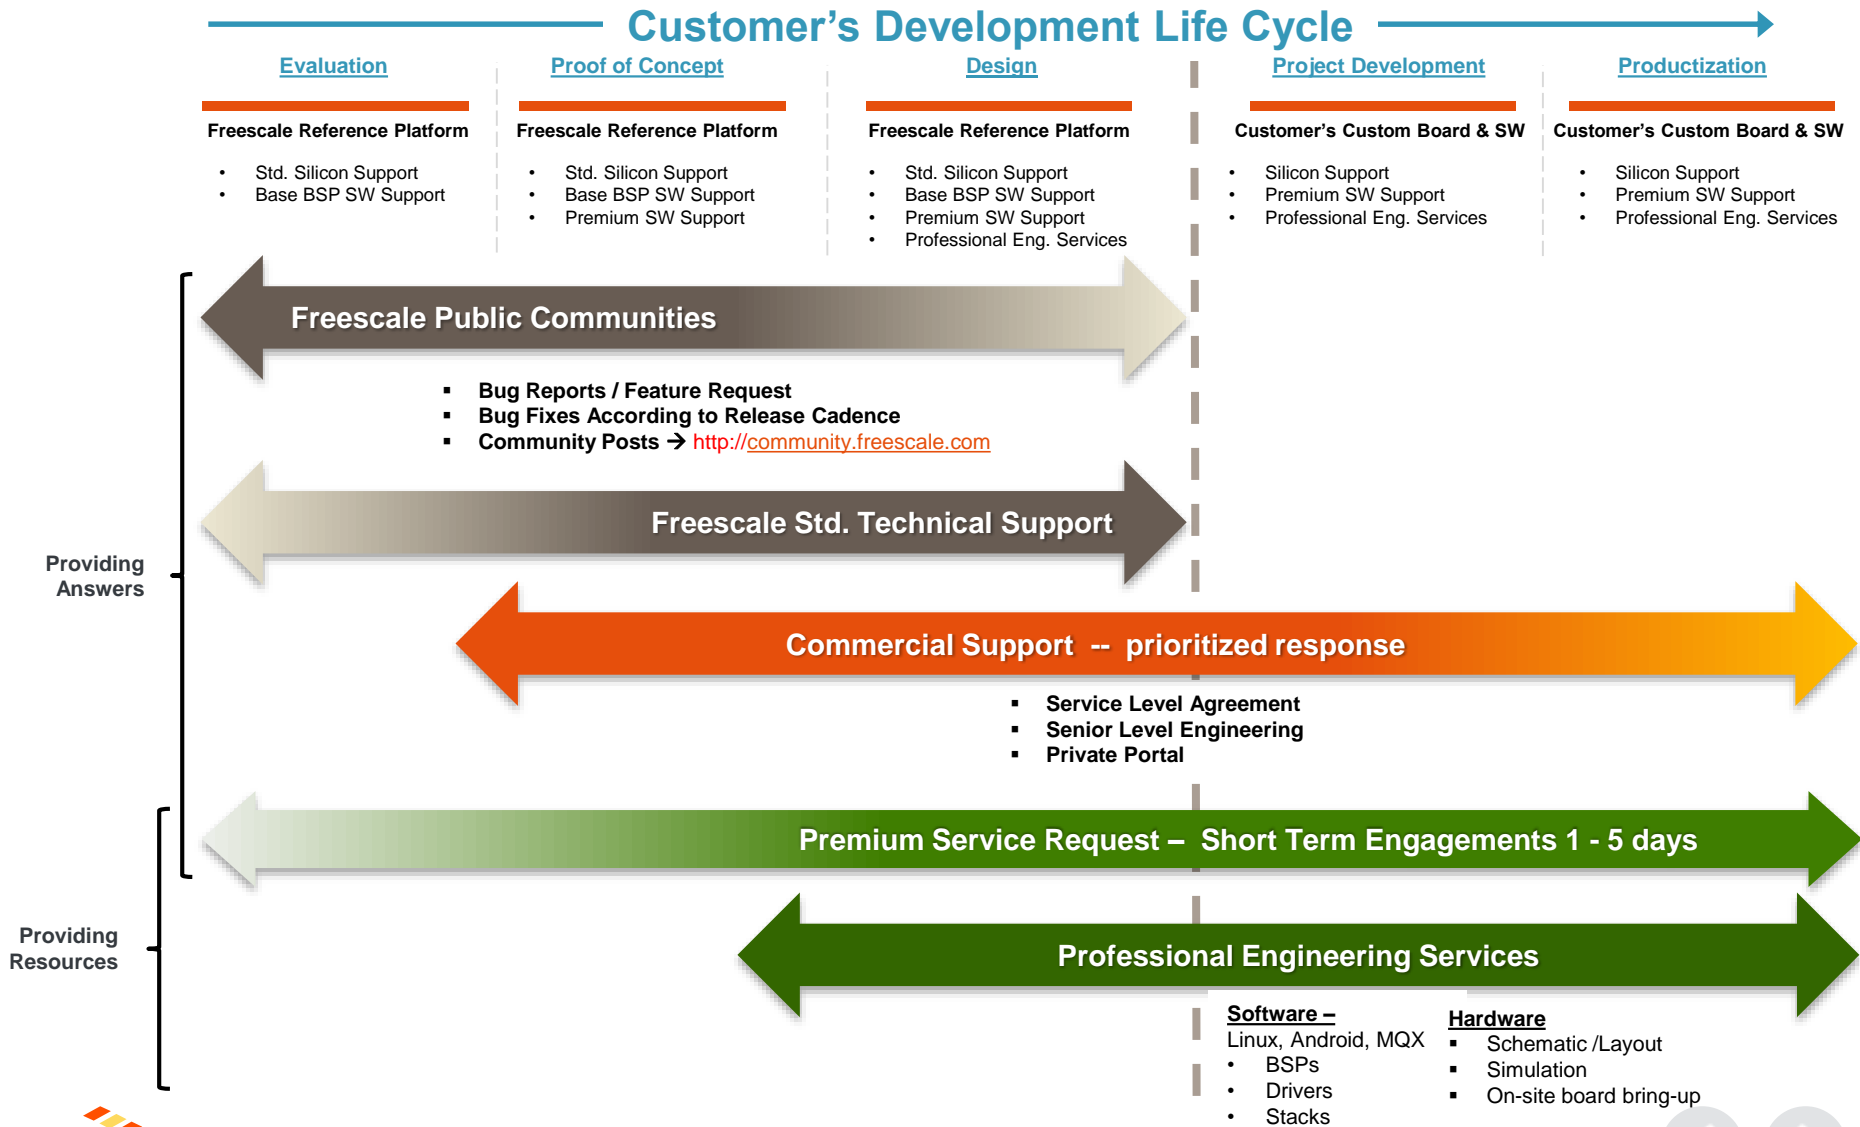 Customer's Development Life Cycle
Evaluation
Proof of Concept
Design
Project Development
Productization
Freescale Reference Platform
• Std. Silicon Support
• Base BSP SW Support
Freescale Reference Platform
• Std. Silicon Support
• Base BSP SW Support
• Premium SW Support
Freescale Reference Platform
• Std. Silicon Support
• Base BSP SW Support
• Premium SW Support
• Professional Eng. Services
Customer's Custom Board & SW
• Silicon Support
• Premium SW Support
• Professional Eng. Services
Customer's Custom Board & SW
• Silicon Support
• Premium SW Support
• Professional Eng. Services
Freescale Public Communities
▪ Bug Reports / Feature Request
▪ Bug Fixes According to Release Cadence
▪ Community Posts → http://community.freescale.com
Freescale Std. Technical Support
Providing
Answers
Commercial Support -- prioritized response
▪ Service Level Agreement
▪ Senior Level Engineering
▪ Private Portal
Premium Service Request – Short Term Engagements 1 - 5 days
Providing
Resources
Professional Engineering Services
Software –
Linux, Android, MQX
• BSPs
• Drivers
• Stacks
Hardware
▪ Schematic /Layout
▪ Simulation
▪ On-site board bring-up